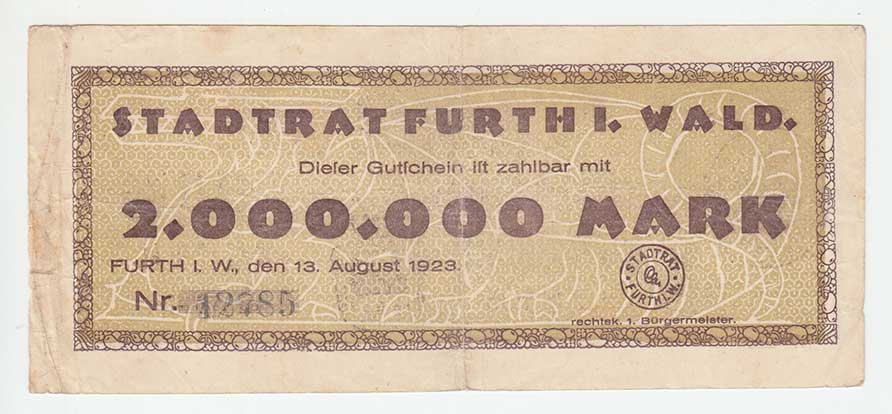 STADTRAT FURTH I. WALD.
Dieſer Gutſchein iſt zahlbar mit
2.000.000 MARK
FURTH I. W., den 13. August 1923.
Nr. 12785
STADTRAT
FURTH I.W.
rechtsk. 1. Bürgermeister.